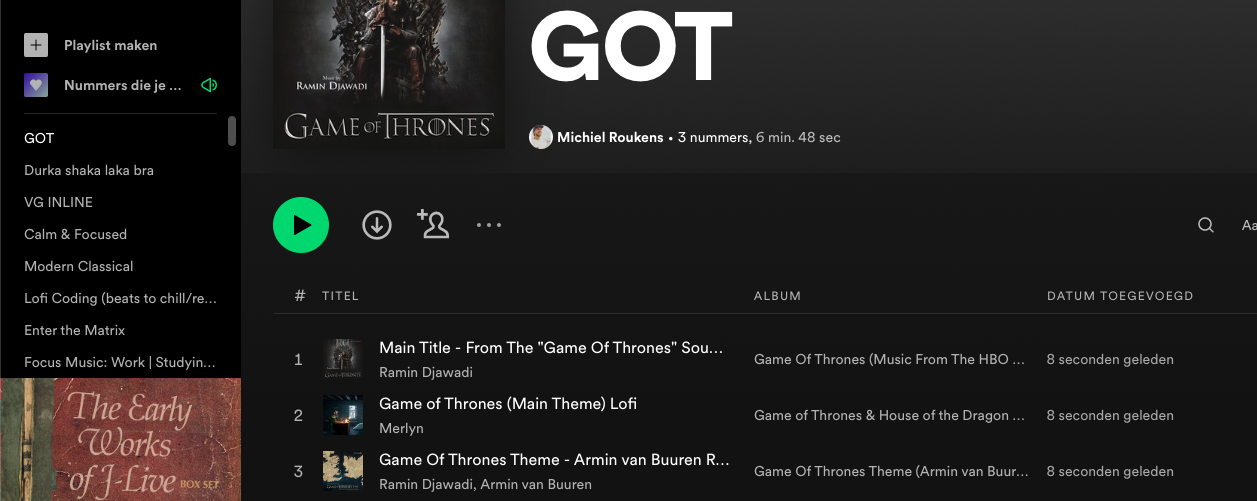 Playlist maken
Nummers die je ...
GOT
Durka shaka laka bra
VG INLINE
Calm & Focused
Modern Classical
Lofi Coding (beats to chill/re...
Enter the Matrix
Focus Music: Work | Studyin...
The Early
Works
of J-Live BOX SET
Music by
RAMIN DJAWADI
GAME OF THRONES
GOT
Michiel Roukens • 3 nummers, 6 min. 48 sec
Aa
# TITEL ALBUM DATUM TOEGEVOEGD
1 Main Title - From The "Game Of Thrones" Sou... Game Of Thrones (Music From The HBO ... 8 seconden geleden
Ramin Djawadi
2 Game of Thrones (Main Theme) Lofi Game of Thrones & House of the Dragon ... 8 seconden geleden
Merlyn
3 Game Of Thrones Theme - Armin van Buuren R... Game Of Thrones Theme (Armin van Buur... 8 seconden geleden
Ramin Djawadi, Armin van Buuren